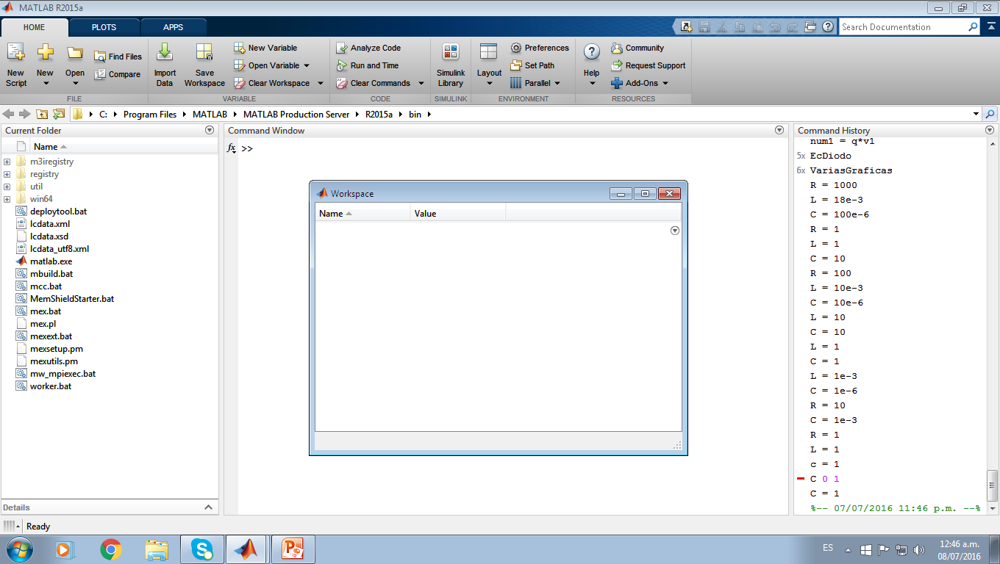 MATLAB R2015a
HOME PLOTS APPS
Search Documentation
New Script
New
Open
Find Files
Compare
FILE
Import Data
Save Workspace
New Variable
Open Variable
Clear Workspace
VARIABLE
Analyze Code
Run and Time
Clear Commands
CODE
Simulink Library
SIMULINK
Layout
Preferences
Set Path
Parallel
ENVIRONMENT
Help
Community
Request Support
Add-Ons
RESOURCES
C: Program Files MATLAB MATLAB Production Server R2015a bin
Current Folder
Name
m3iregistry
registry
util
win64
deploytool.bat
lcdata.xml
lcdata.xsd
lcdata_utf8.xml
matlab.exe
mbuild.bat
mcc.bat
MemShieldStarter.bat
mex.bat
mex.pl
mexext.bat
mexsetup.pm
mexutils.pm
mw_mpiexec.bat
worker.bat
Details
Command Window
fx >>
Workspace
Name Value
Command History
num1 = q*v1
5x EcDiodo
6x VariasGraficas
R = 1000
L = 18e-3
C = 100e-6
R = 1
L = 1
C = 10
R = 100
L = 10e-3
C = 10e-6
L = 10
C = 10
L = 1
C = 1
L = 1e-3
C = 1e-6
R = 10
C = 1e-3
R = 1
L = 1
c = 1
C 0 1
C = 1
%-- 07/07/2016 11:46 p.m. --%
Ready
ES
12:46 a.m.
08/07/2016